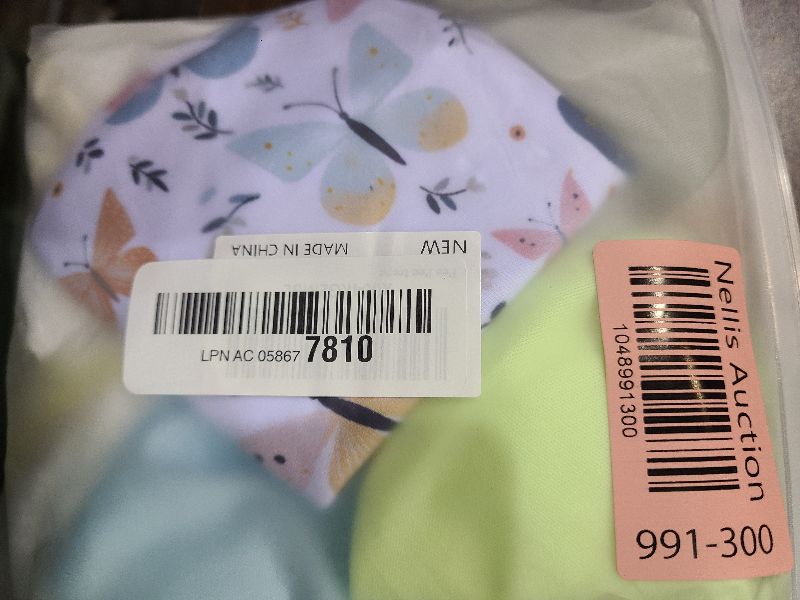 NEW
MADE IN CHINA
LPN AC 05867 7810
Nellis Auction
1048991300
991-300